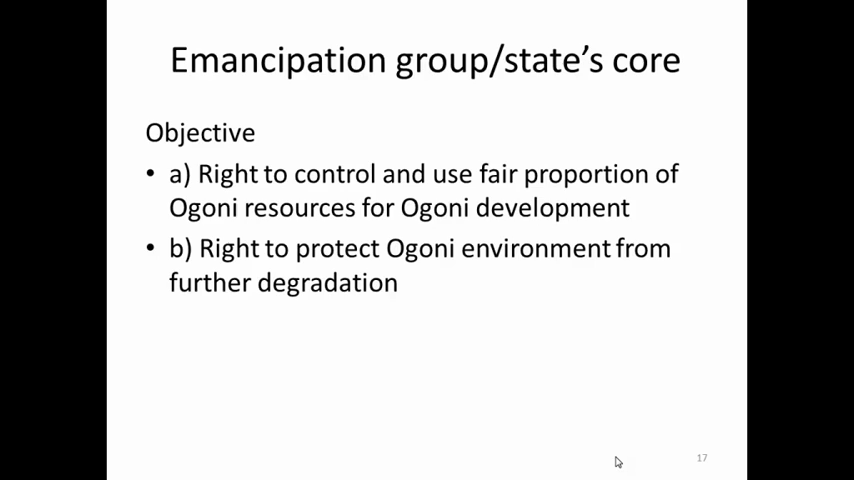 Emancipation group/state's core
Objective
• a) Right to control and use fair proportion of
Ogoni resources for Ogoni development
• b) Right to protect Ogoni environment from
further degradation
17